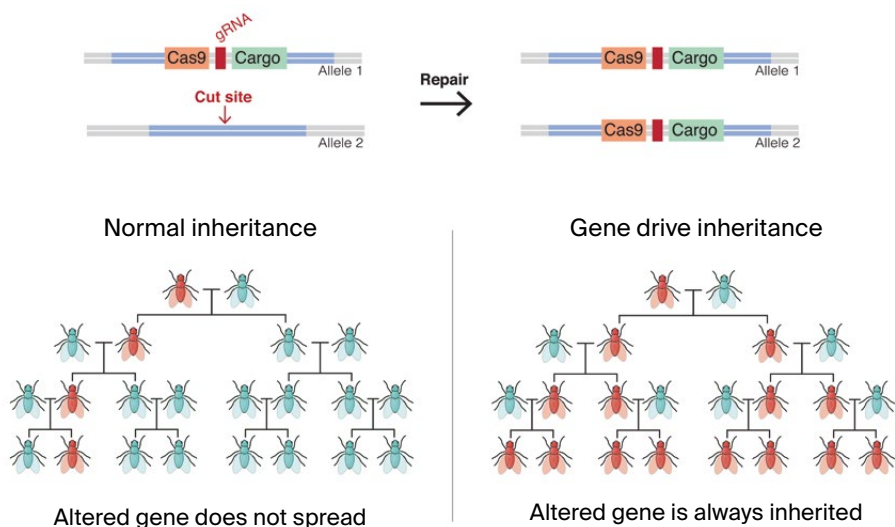 gRNA
Cas9 Cargo
Allele 1
Cut site
Allele 2
Repair
Cas9 Cargo
Allele 1
Cas9 Cargo
Allele 2
Normal inheritance
Gene drive inheritance
Altered gene does not spread
Altered gene is always inherited